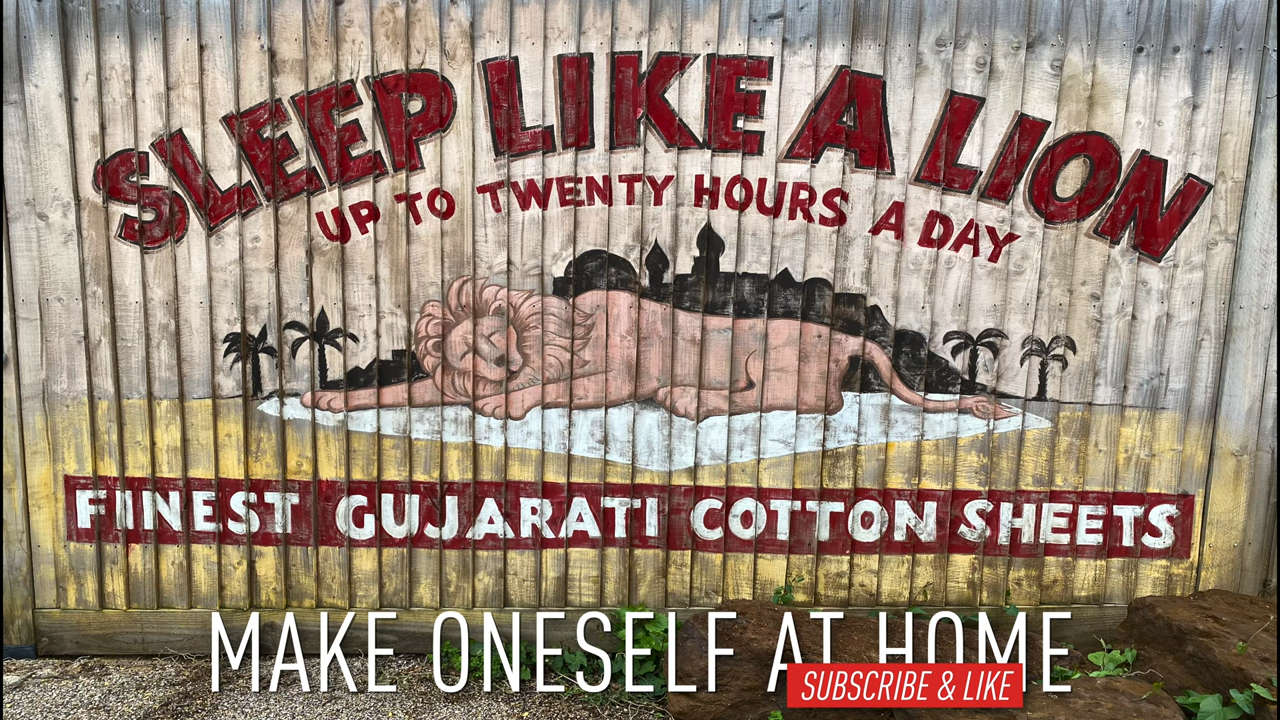 SLEEP LIKE A LION
UP TO TWENTY HOURS A DAY
FINEST GUJARATI COTTON SHEETS
MAKE ONESELF AT HOME
SUBSCRIBE & LIKE